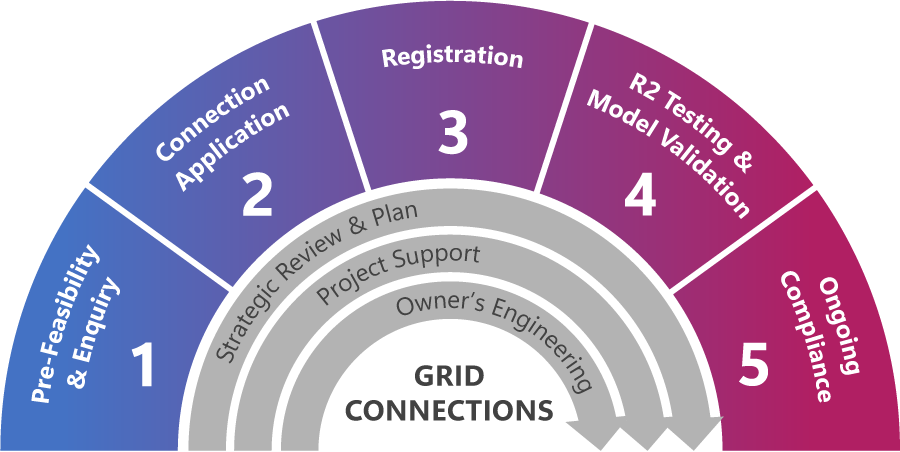 Pre-Feasibility
& Enquiry
1
Connection
Application
2
Registration
3
R2 Testing &
Model Validation
4
Ongoing
Compliance
5
Strategic Review & Plan
Project Support
Owner's Engineering
GRID
CONNECTIONS